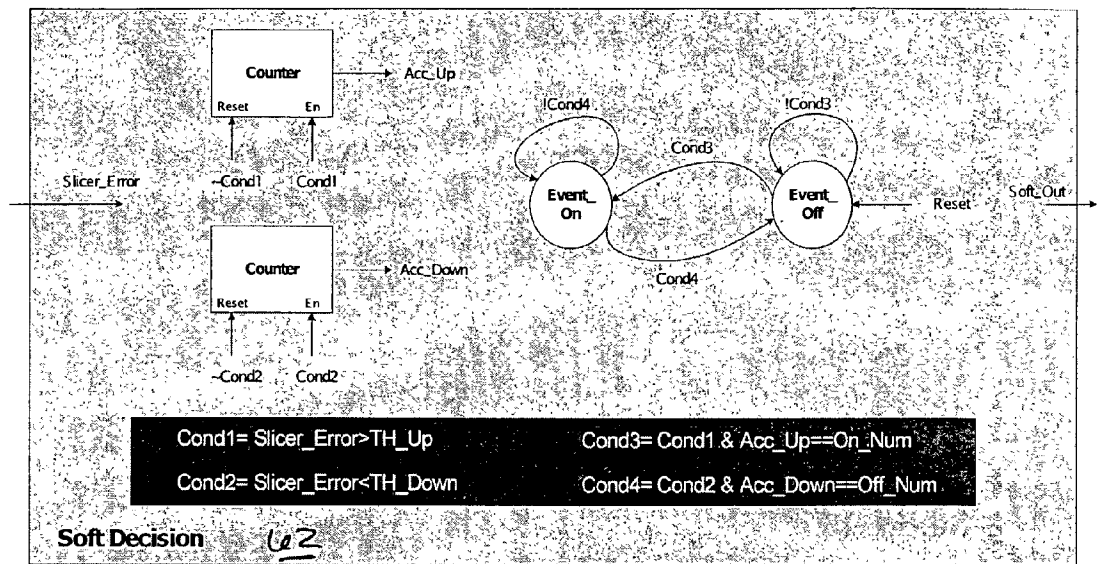 Counter
Reset En
Acc_Up
~Cond1 Cond1
Slicer_Error
Counter
Reset En
Acc_Down
~Cond2 Cond2
!Cond4
Cond3
!Cond3
Event_
On
Event_
Off
Reset
Soft_Out
Cond4
Cond1= Slicer_Error>TH_Up
Cond3= Cond1 & Acc_Up==On_Num
Cond2= Slicer_Error<TH_Down
Cond4= Cond2 & Acc_Down==Off_Num
Soft Decision 62